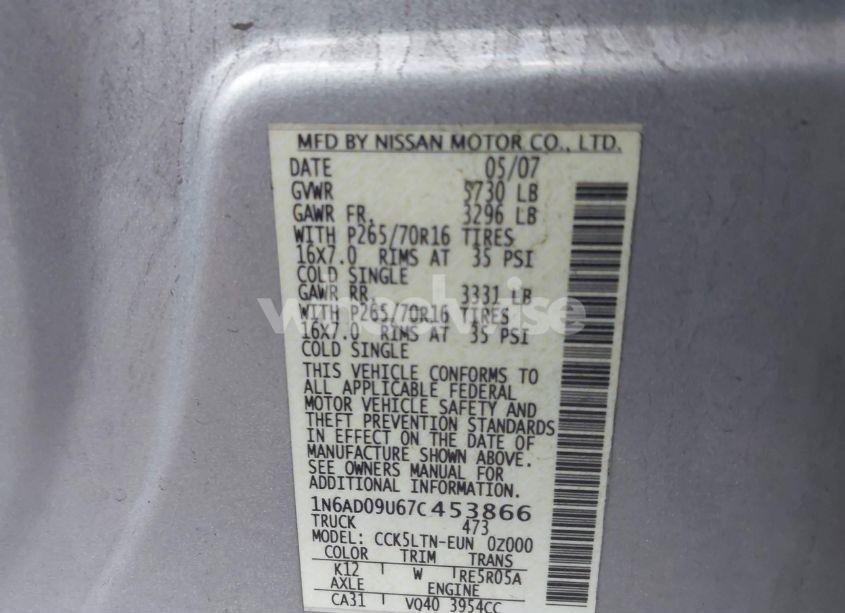 MFD BY NISSAN MOTOR CO., LTD.
DATE 05/07
GVWR 5730 LB
GAWR FR. 3296 LB
WITH P265/70R16 TIRES
16X7.0 RIMS AT 35 PSI
COLD SINGLE
GAWR RR. 3331 LB
WITH P265/70R16 TIRES
16X7.0 RIMS AT 35 PSI
COLD SINGLE
THIS VEHICLE CONFORMS TO
ALL APPLICABLE FEDERAL
MOTOR VEHICLE SAFETY AND
THEFT PREVENTION STANDARDS
IN EFFECT ON THE DATE OF
MANUFACTURE SHOWN ABOVE.
SEE OWNERS MANUAL FOR
ADDITIONAL INFORMATION.
1N6AD09U67C453866
TRUCK 473
MODEL: CCK5LTN-EUN 0Z000
COLOR TRIM TRANS
K12 W RE5R05A
AXLE ENGINE
CA31 VQ40 3954CC